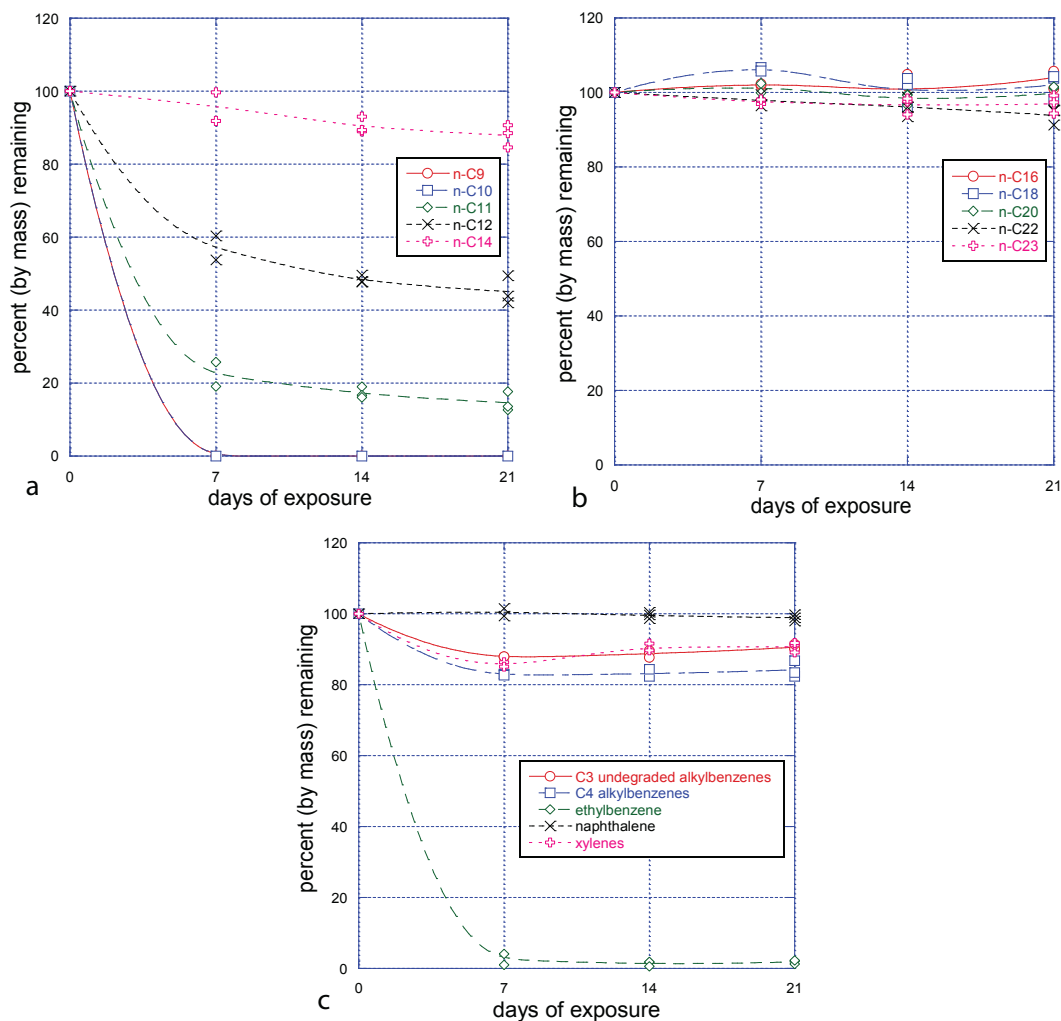 120
100
80
60
40
20
0
percent (by mass) remaining
n-C9
n-C10
n-C11
n-C12
n-C14
0 7 14 21
days of exposure
a
120
100
80
60
40
20
0
percent (by mass) remaining
n-C16
n-C18
n-C20
n-C22
n-C23
0 7 14 21
days of exposure
b
120
100
80
60
40
20
0
percent (by mass) remaining
C3 undegraded alkylbenzenes
C4 alkylbenzenes
ethylbenzene
naphthalene
xylenes
0 7 14 21
days of exposure
c